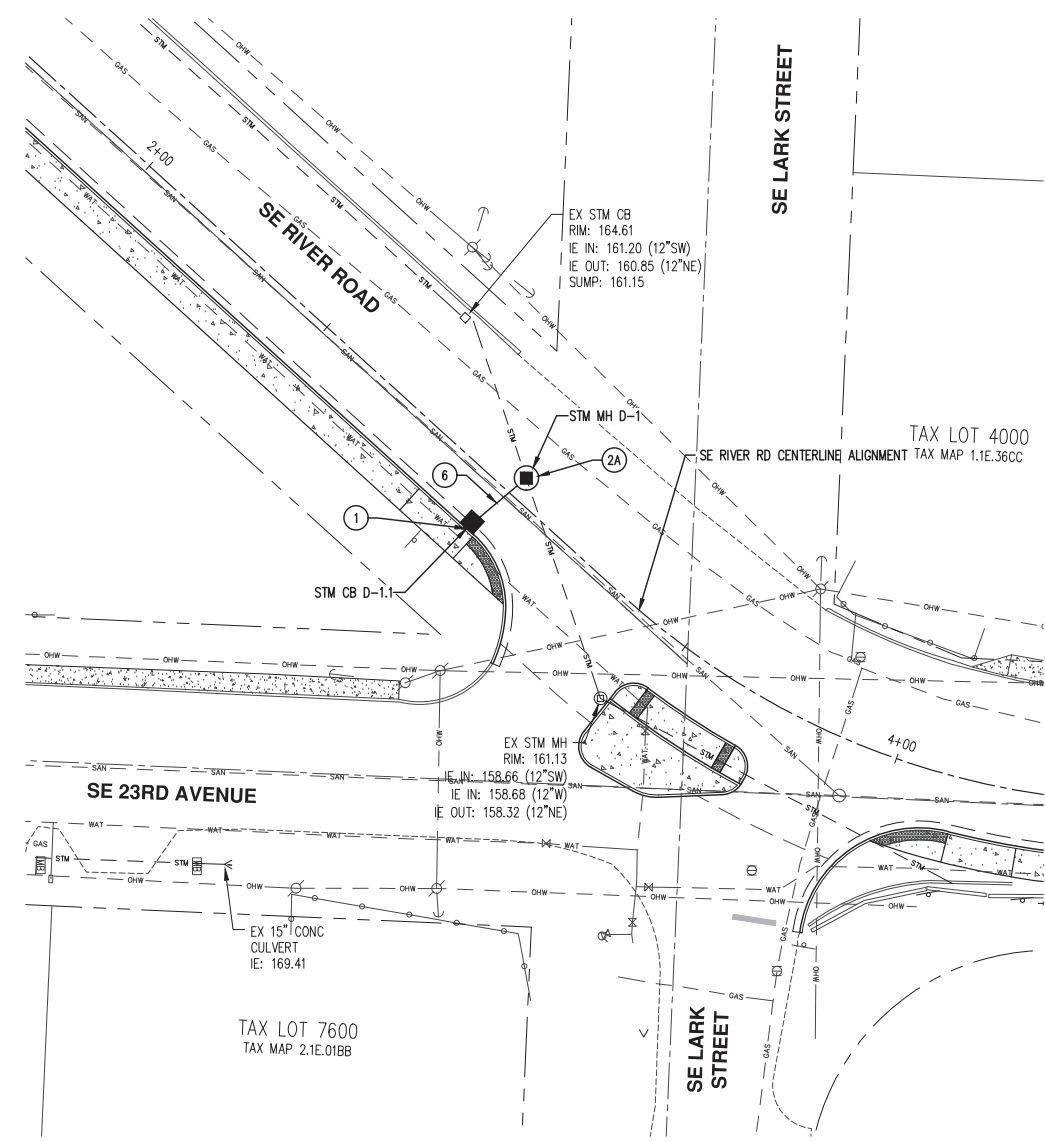 SE LARK STREET
2+00
SE RIVER ROAD
EX STM CB
RIM: 164.61
IE IN: 161.20 (12"SW)
IE OUT: 160.85 (12"NE)
SUMP: 161.15
STM MH D-1
2A
6
1
STM CB D-1.1
SE RIVER RD CENTERLINE ALIGNMENT
TAX LOT 4000
TAX MAP 1.1E.36CC
4+00
EX STM MH
RIM: 161.13
IE IN: 158.66 (12"SW)
IE IN: 158.68 (12"W)
IE OUT: 158.32 (12"NE)
SE 23RD AVENUE
EX 15" CONC
CULVERT
IE: 169.41
TAX LOT 7600
TAX MAP 2.1E.01BB
SE LARK
STREET
OHW
STM
GAS
SAN
WAT